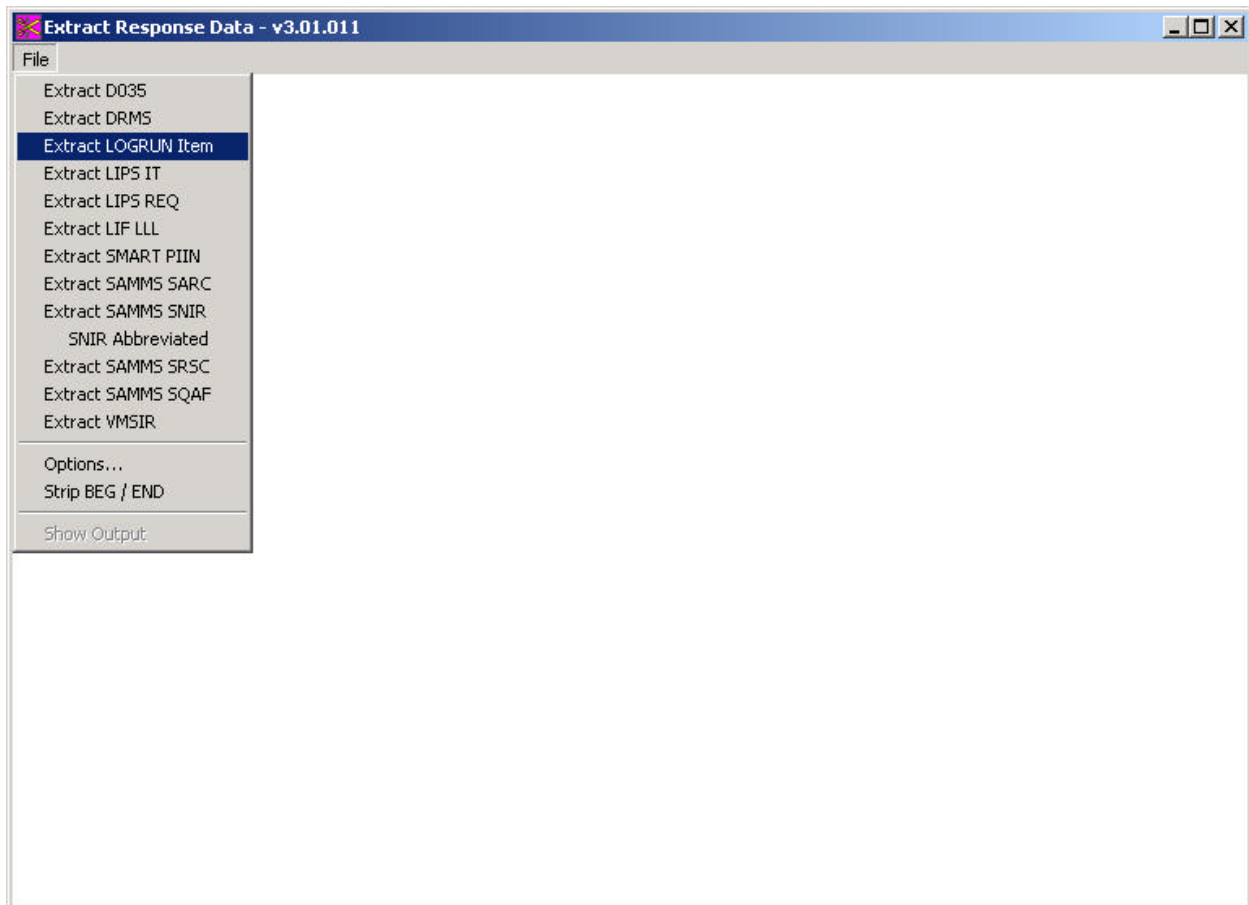 Extract Response Data - v3.01.011
File
Extract D035
Extract DRMS
Extract LOGRUN Item
Extract LIPS IT
Extract LIPS REQ
Extract LIF LLL
Extract SMART PIIN
Extract SAMMS SARC
Extract SAMMS SNIR
SNIR Abbreviated
Extract SAMMS SRSC
Extract SAMMS SQAF
Extract VMSIR
Options...
Strip BEG / END
Show Output